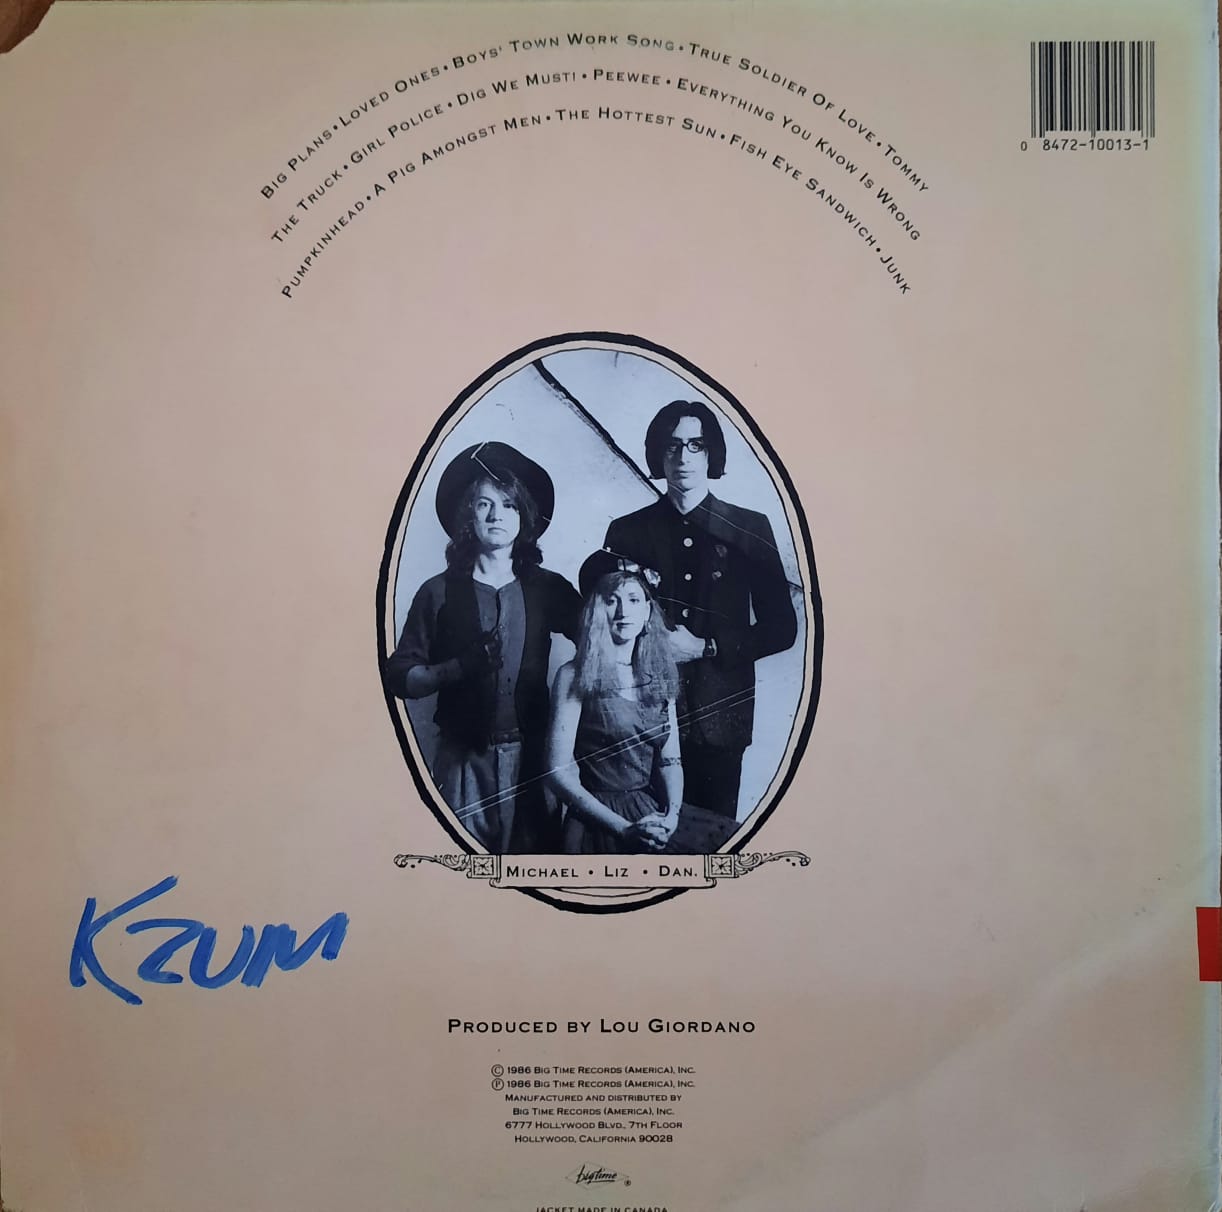 Big Plans • Loved Ones • Boys' Town Work Song • True Soldier Of Love • Tommy
The Truck • Girl Police • Dig We Must! • Peewee • Everything You Know Is Wrong
Pumpkinhead • A Pig Amongst Men • The Hottest Sun • Fish Eye Sandwich • Junk
0 8472-10013-1
Michael • Liz • Dan.
KZUM
Produced by Lou Giordano
© 1986 Big Time Records (America), Inc.
℗ 1986 Big Time Records (America), Inc.
Manufactured and distributed by
Big Time Records (America), Inc.
6777 Hollywood Blvd., 7th Floor
Hollywood, California 90028
bigtime ®
JACKET MADE IN CANADA